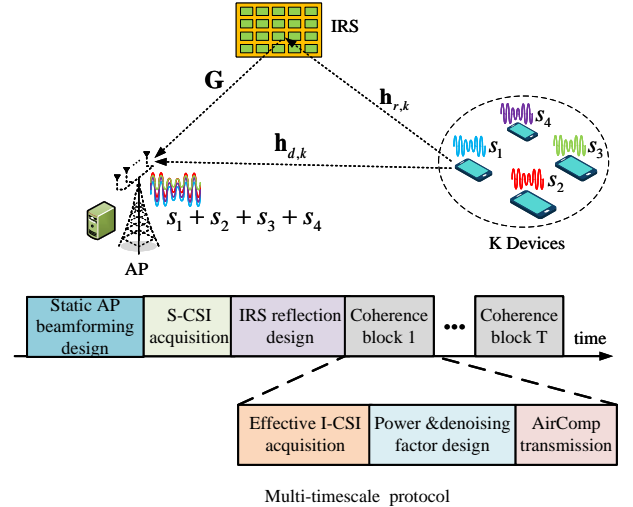 IRS
G
h_{r,k}
h_{d,k}
s_4
s_1
s_3
s_2
s_1 + s_2 + s_3 + s_4
K Devices
AP
Static AP
beamforming
design
S-CSI
acquisition
IRS reflection
design
Coherence
block 1
•••
Coherence
block T
time
Effective I-CSI
acquisition
Power &denoising
factor design
AirComp
transmission
Multi-timescale protocol